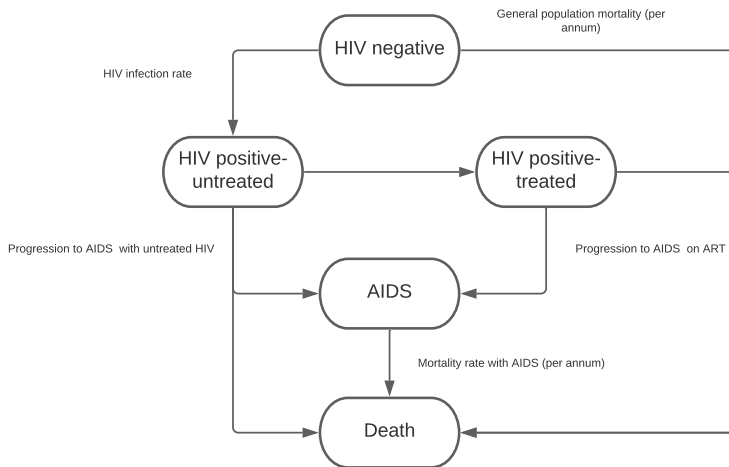 General population mortality (per
annum)
HIV negative
HIV infection rate
HIV positive-
untreated
HIV positive-
treated
Progression to AIDS  with untreated HIV
Progression to AIDS  on ART
AIDS
Mortality rate with AIDS (per annum)
Death